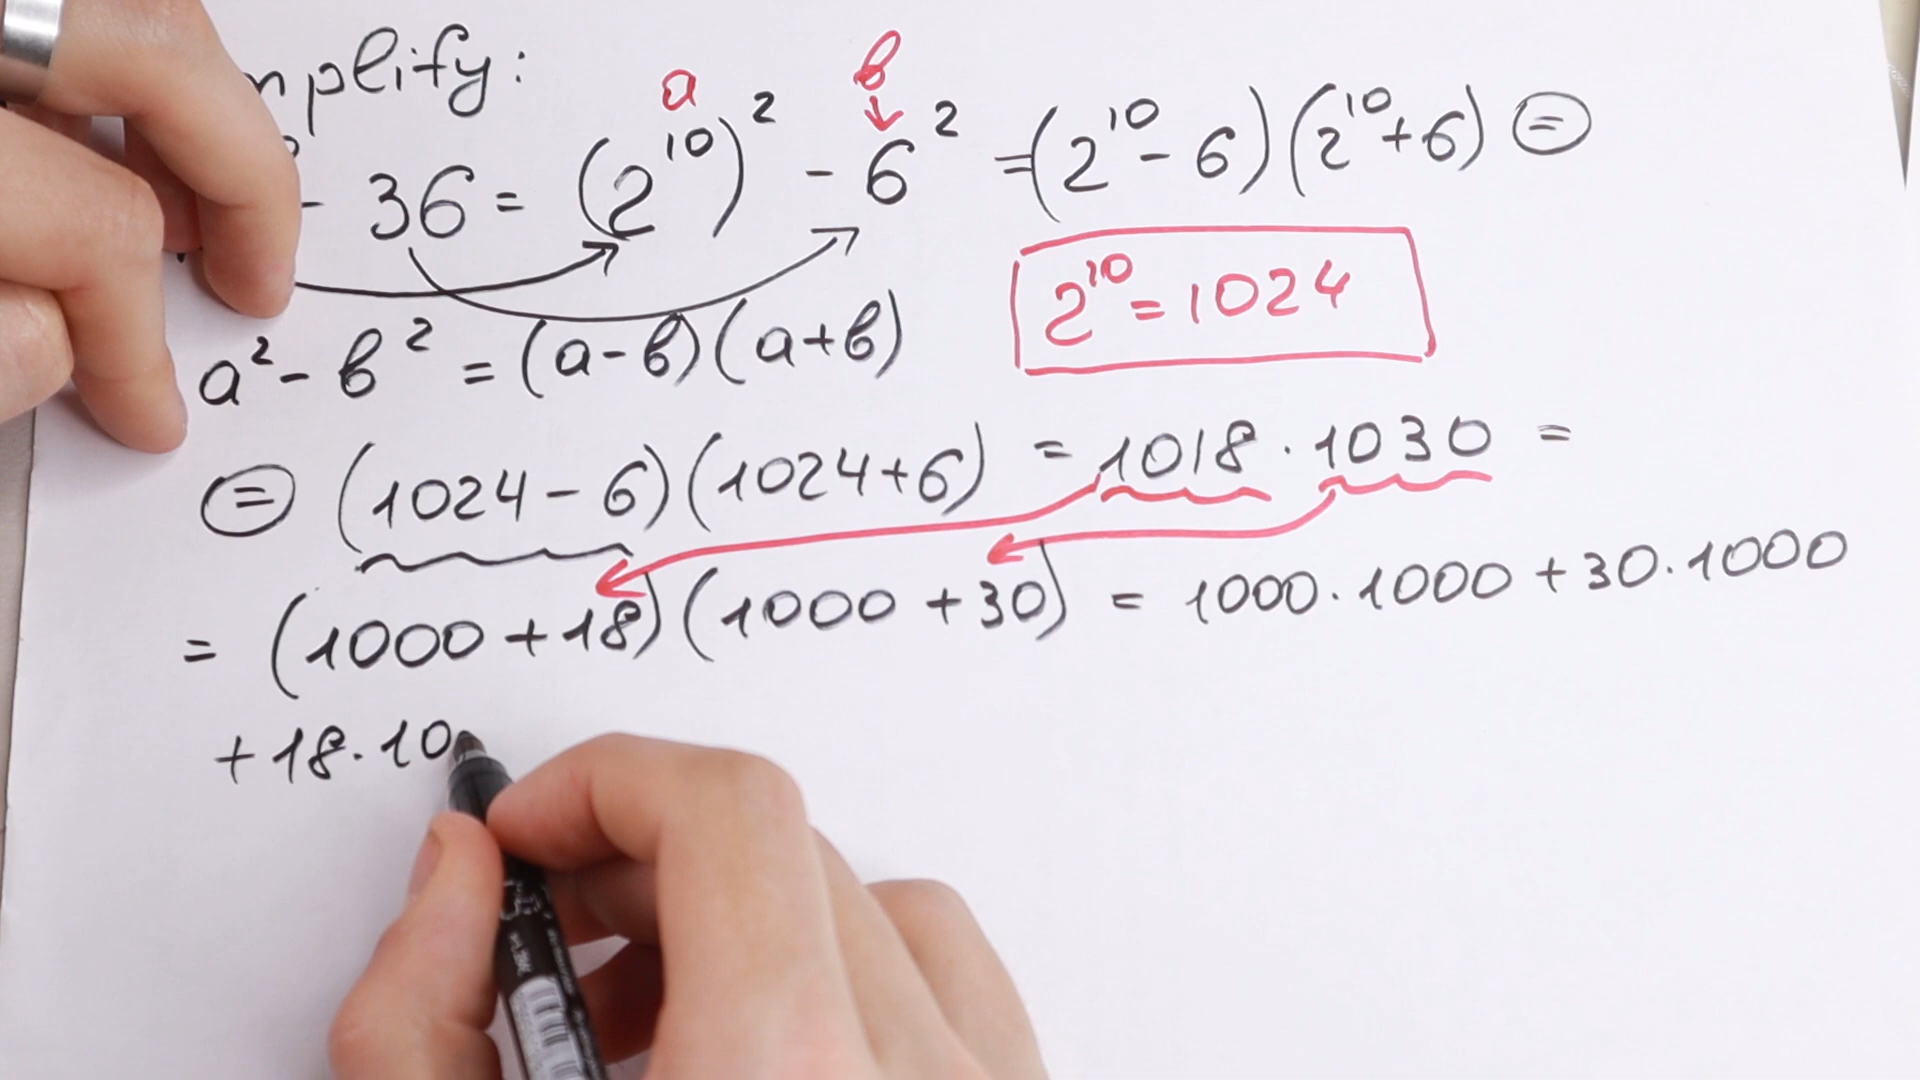 mplify:
a b
- 36 = (2^10)^2 - 6^2 = (2^10 - 6)(2^10 + 6) =
2^10 = 1024
a^2 - b^2 = (a-b)(a+b)
= (1024 - 6)(1024+6) = 1018 · 1030 =
= (1000 + 18)(1000 + 30) = 1000 · 1000 + 30 · 1000
+ 18 · 10